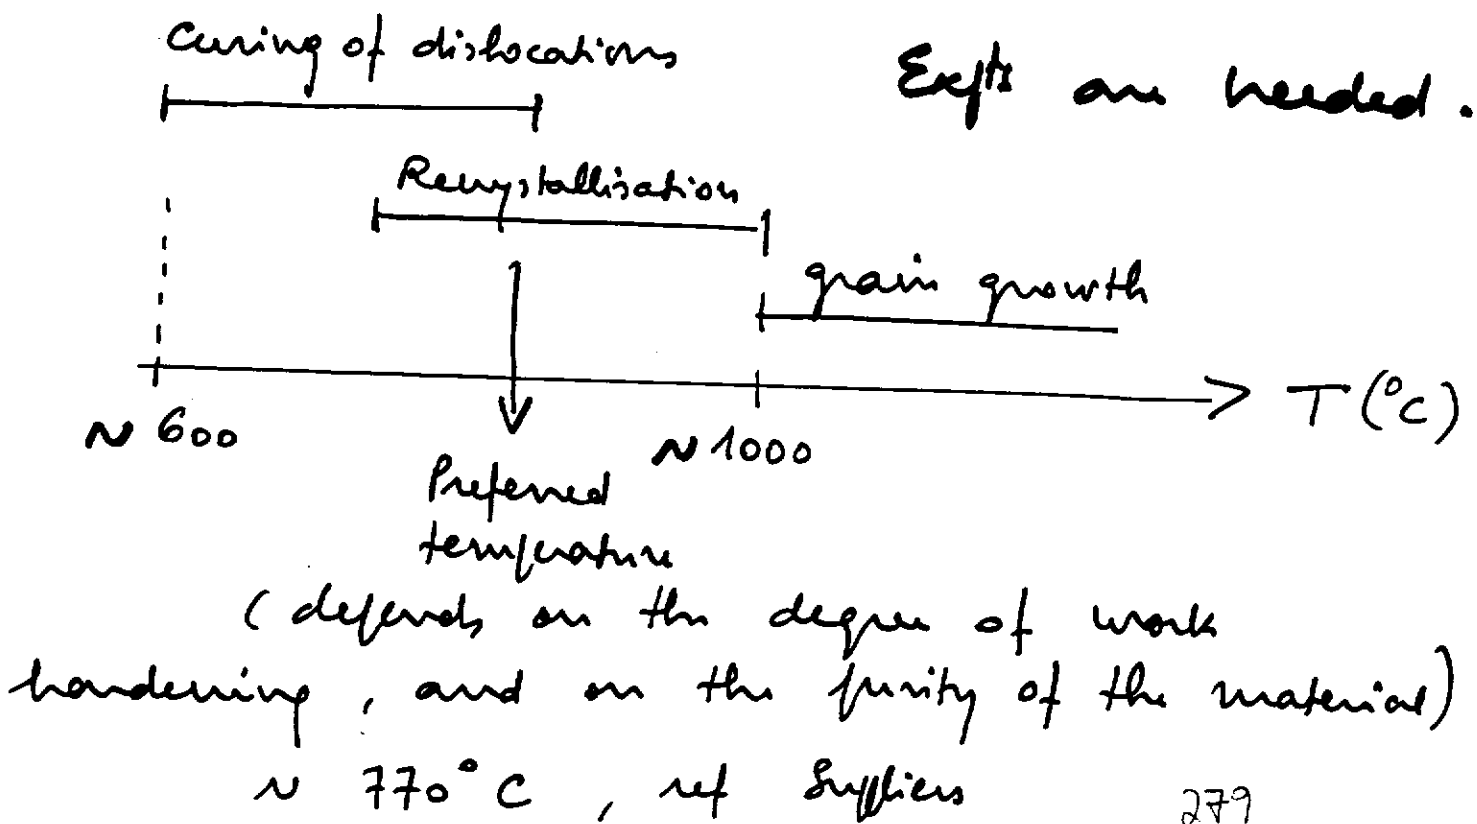 Curing of dislocations
Expts are needed.
Recrystallisation
grain growth
T (°C)
~ 600
~ 1000
Preferred
temperature
( depends on the degree of work
hardening, and on the purity of the material)
~ 770°C , ref Suppliers
279